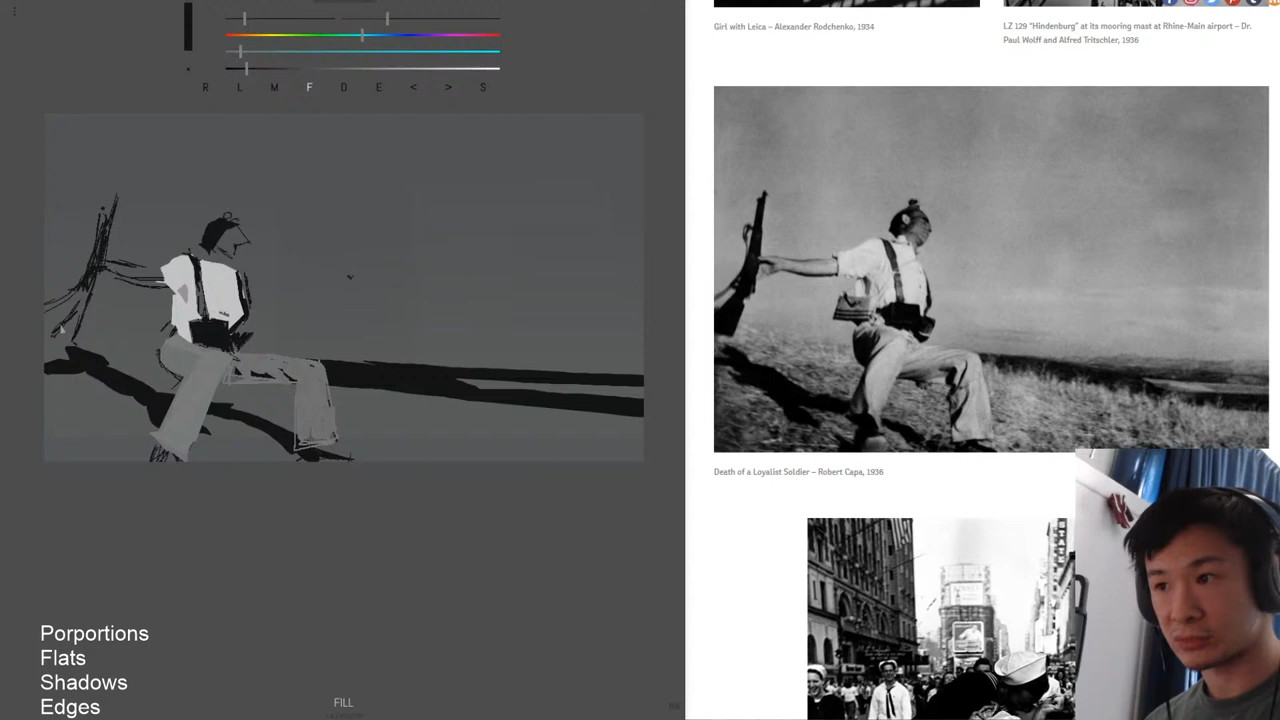 R L M F D E < > S
Girl with Leica – Alexander Rodchenko, 1934
LZ 129 "Hindenburg" at its mooring mast at Rhine-Main airport – Dr.
Paul Wolff and Alfred Tritschler, 1936
Death of a Loyalist Soldier – Robert Capa, 1936
Porportions
Flats
Shadows
Edges
FILL